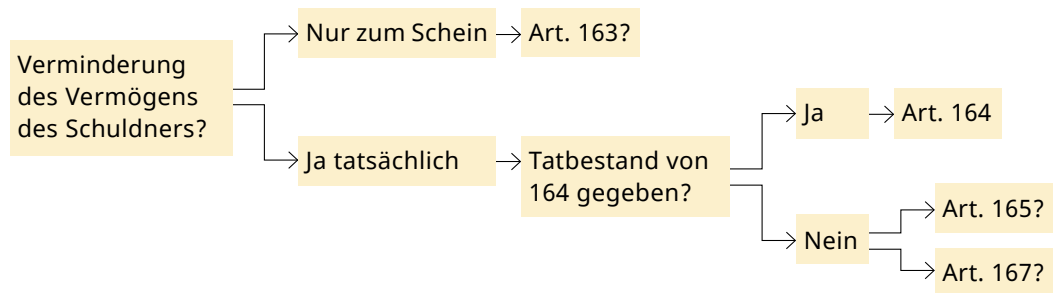 Verminderung
des Vermögens
des Schuldners?
Nur zum Schein
Art. 163?
Ja tatsächlich
Tatbestand von
164 gegeben?
Ja
Art. 164
Nein
Art. 165?
Art. 167?